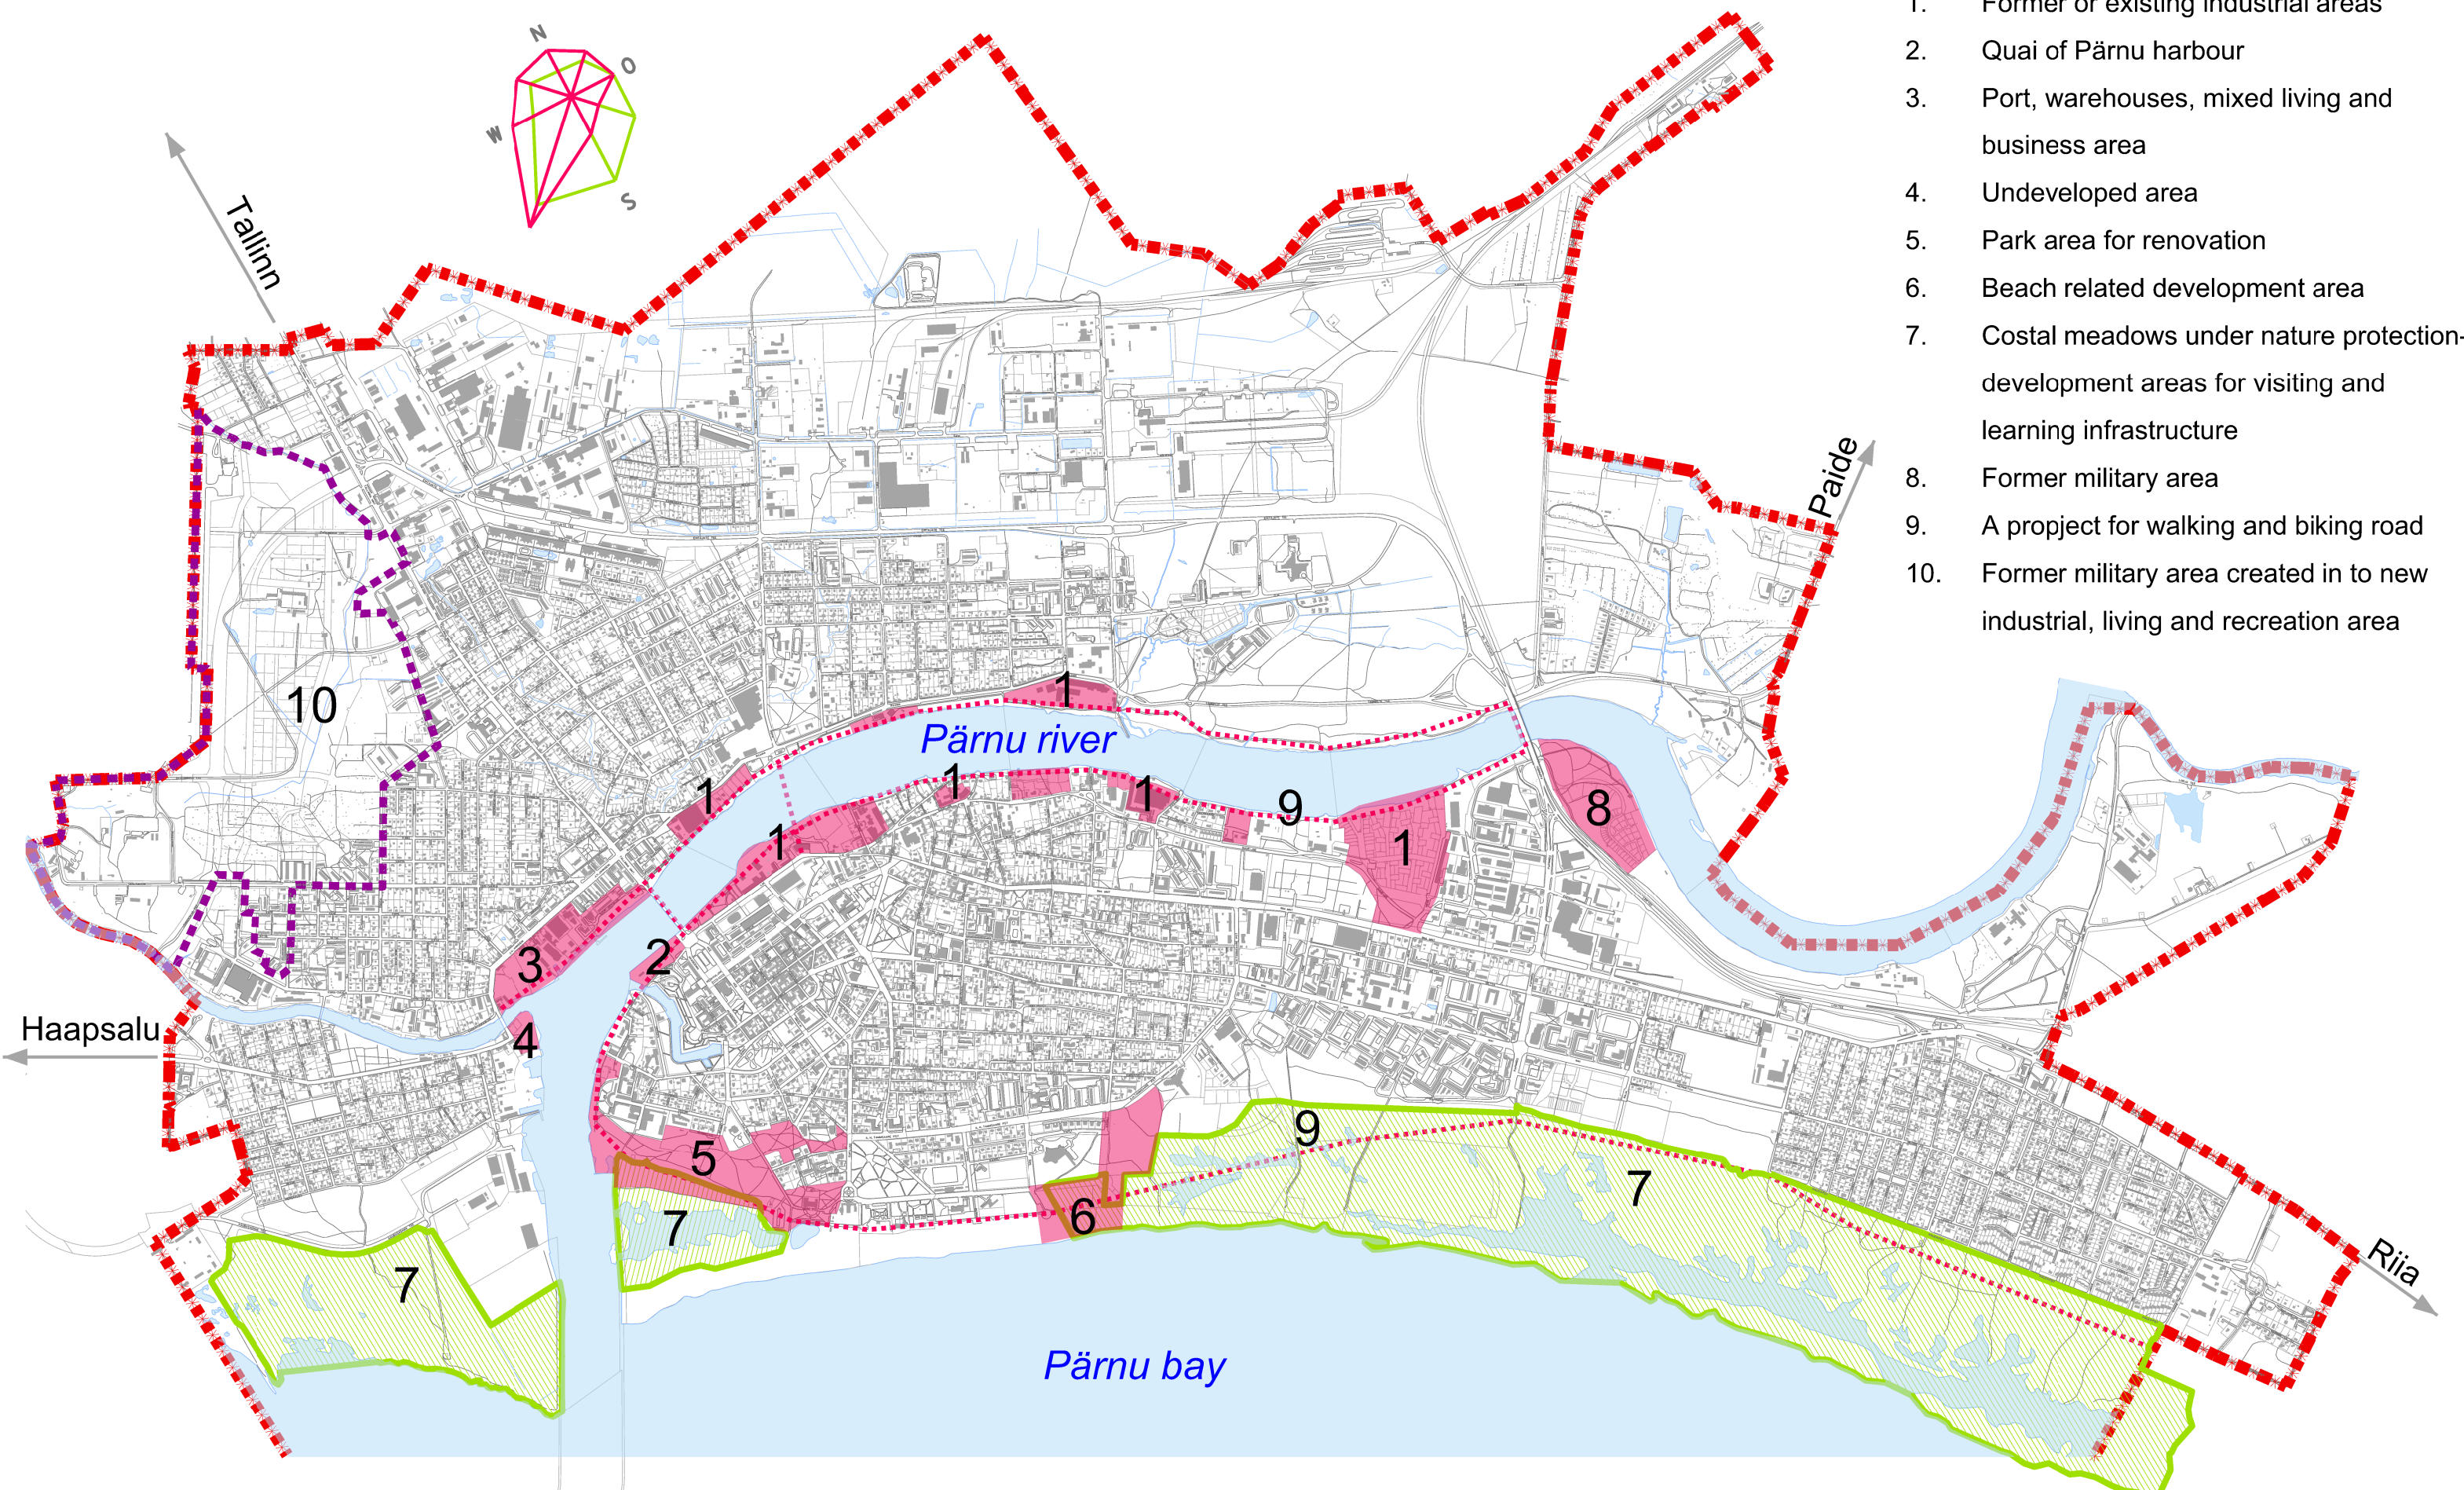 1. Former or existing industrial areas
2. Quai of Pärnu harbour
3. Port, warehouses, mixed living and
business area
4. Undeveloped area
5. Park area for renovation
6. Beach related development area
7. Costal meadows under nature protection-
development areas for visiting and
learning infrastructure
8. Former military area
9. A propject for walking and biking road
10. Former military area created in to new
industrial, living and recreation area
N
O
W
S
Tallinn
Paide
10
1
Pärnu river
1
1
1
1
9
1
8
3
2
Haapsalu
4
9
5
7
6
7
7
Riia
Pärnu bay